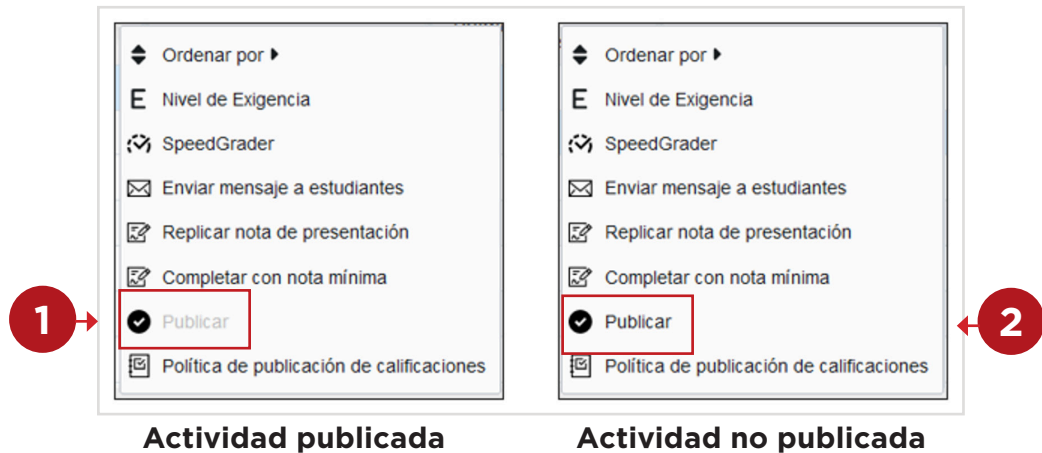 Ordenar por
E Nivel de Exigencia
SpeedGrader
Enviar mensaje a estudiantes
Replicar nota de presentación
Completar con nota mínima
1
Publicar
Política de publicación de calificaciones
Actividad publicada
Ordenar por
E Nivel de Exigencia
SpeedGrader
Enviar mensaje a estudiantes
Replicar nota de presentación
Completar con nota mínima
Publicar
2
Política de publicación de calificaciones
Actividad no publicada